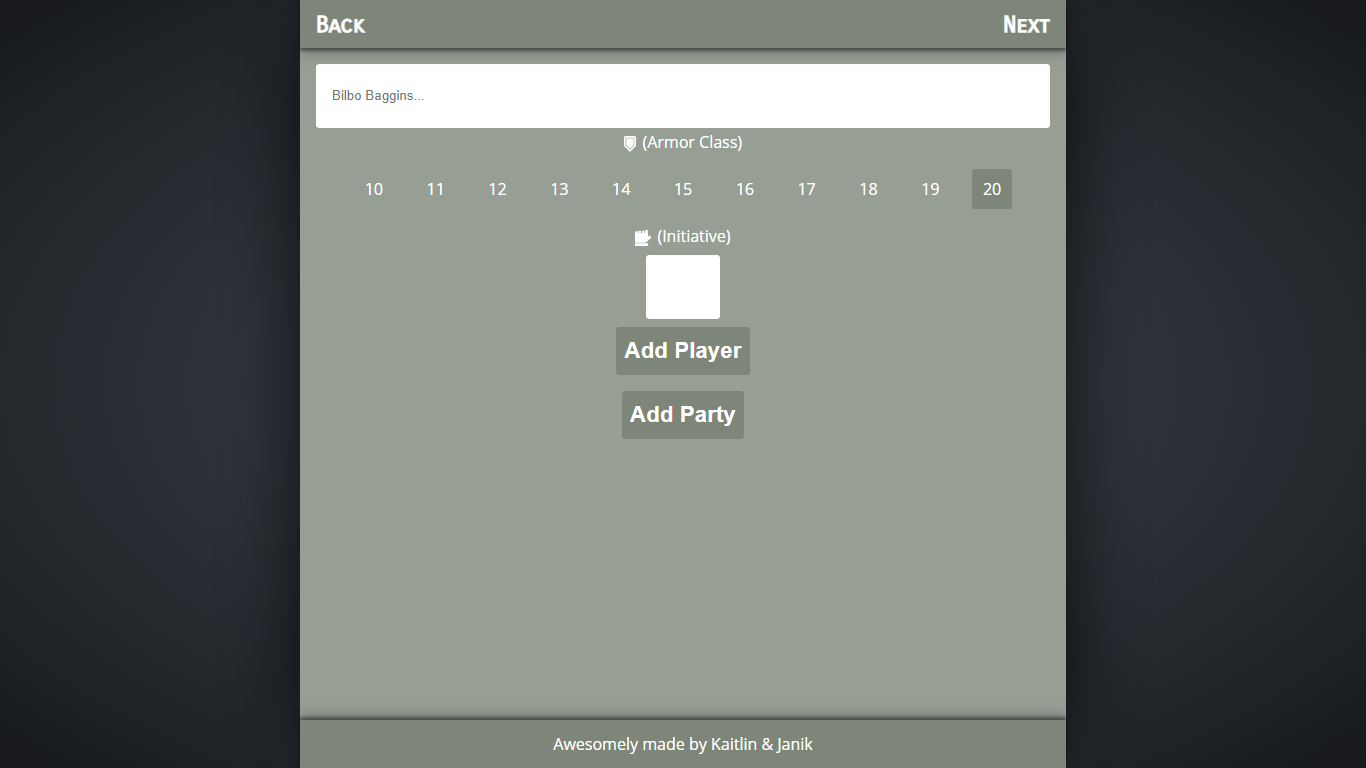 Back
Next
Bilbo Baggins...
(Armor Class)
10 11 12 13 14 15 16 17 18 19 20
(Initiative)
Add Player
Add Party
Awesomely made by Kaitlin & Janik